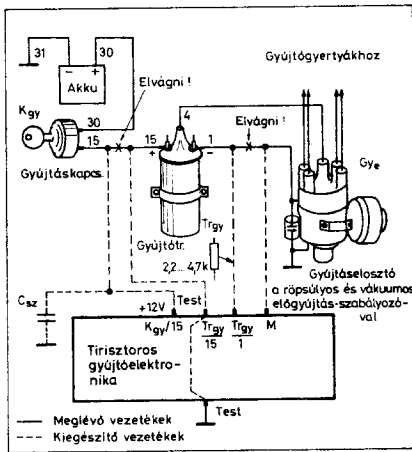 31
30
- +
Akku
Elvágni !
Gyújtógyertyákhoz
K gy
30
15
4
15
+
1
-
Elvágni !
Gye
Gyújtáskapcs.
Gyújtótr.
Trgy
2,2... 4,7k
Gyújtáselosztó
a röpsúlyos és vákuumos
előgyújtás-szabályozó-
val
Csz
+12V
Test
Kgy/15
Trgy
15
Trgy
1
M
Tirisztoros
gyújtóelektro-
nika
Test
Meglévő vezetékek
Kiegészítő vezetékek